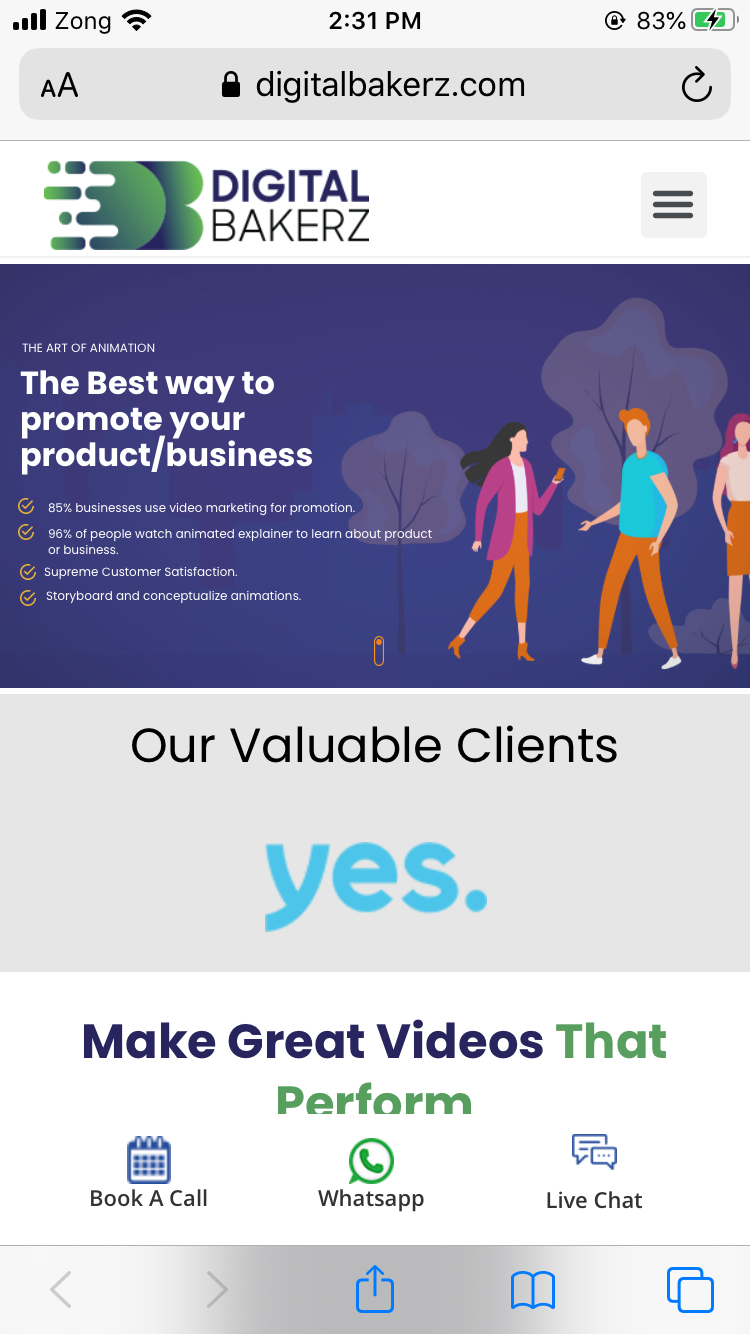 Zong
2:31 PM
83%
AA
digitalbakerz.com
DIGITAL
BAKERZ
THE ART OF ANIMATION
The Best way to
promote your
product/business
85% businesses use video marketing for promotion.
96% of people watch animated explainer to learn about product
or business.
Supreme Customer Satisfaction.
Storyboard and conceptualize animations.
Our Valuable Clients
yes.
Make Great Videos That
Perform
Book A Call
Whatsapp
Live Chat